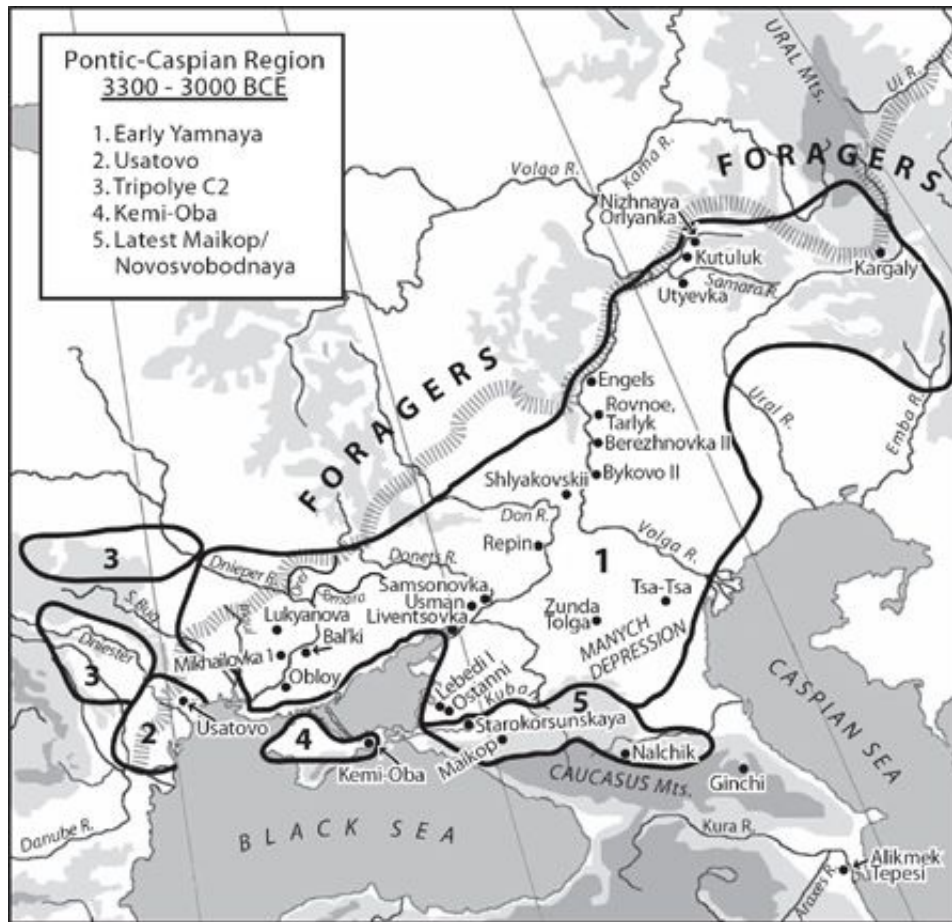 Pontic-Caspian Region
3300 - 3000 BCE
1. Early Yamnaya
2. Usatovo
3. Tripolye C2
4. Kemi-Oba
5. Latest Maikop/
Novosvobodnaya
URAL Mts.
Ui R.
FORAGERS
Kama R.
Volga R.
Nizhnaya
Orlyanka
Kutuluk
Kargaly
Samara R.
Utyevka
FORAGERS
Engels
Rovnoe,
Tarlyk
Ural R.
Emba R.
Berezhnovka II
Bykovo II
Shlyakovskii
Don R.
Repin
Volga R.
1
3
Donets R.
Dnieper R.
Orel
Samara
Samsonovka
Usman
Liventsovka
Tsa-Tsa
Zunda
Tolga
MANYCH
DEPRESSION
S. Bug
Ingul
Lukyanova
Bal'ki
Mikhailovka 1
Obloy
Dniester
3
Lebedi I
Ostanni
Kuban
5
Starokorsunskaya
Usatovo
2
4
Kemi-Oba
Maikop
Nalchik
CASPIAN SEA
CAUCASUS Mts.
Ginchi
Danube R.
BLACK SEA
Kura R.
Alikmek
Tepesi
Araxes R.